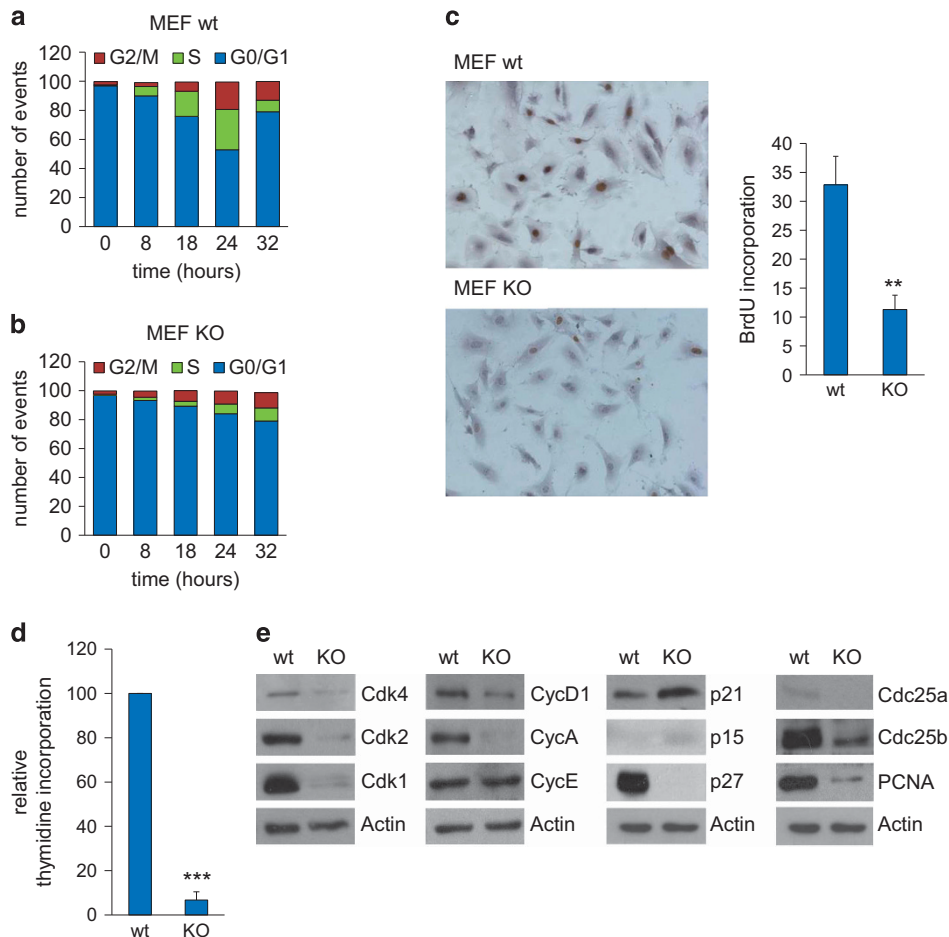 a
MEF wt
120
100
80
60
40
20
0
number of events
G2/M S G0/G1
0 8 18 24 32
time (hours)
b
MEF KO
120
100
80
60
40
20
0
number of events
G2/M S G0/G1
0 8 18 24 32
time (hours)
c
MEF wt
MEF KO
40
35
30
25
20
15
10
5
0
BrdU incorporation
**
wt KO
d
120
100
80
60
40
20
0
relative
thymidine incorporation
***
wt KO
e
wt KO
Cdk4
Cdk2
Cdk1
Actin
wt KO
CycD1
CycA
CycE
Actin
wt KO
p21
p15
p27
Actin
wt KO
Cdc25a
Cdc25b
PCNA
Actin